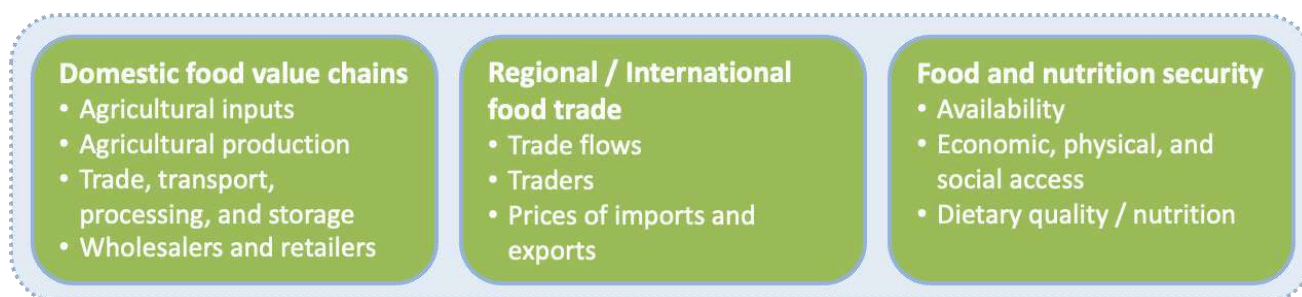 Domestic food value chains
• Agricultural inputs
• Agricultural production
• Trade, transport,
processing, and storage
• Wholesalers and retailers
Regional / International
food trade
• Trade flows
• Traders
• Prices of imports and
exports
Food and nutrition security
• Availability
• Economic, physical, and
social access
• Dietary quality / nutrition